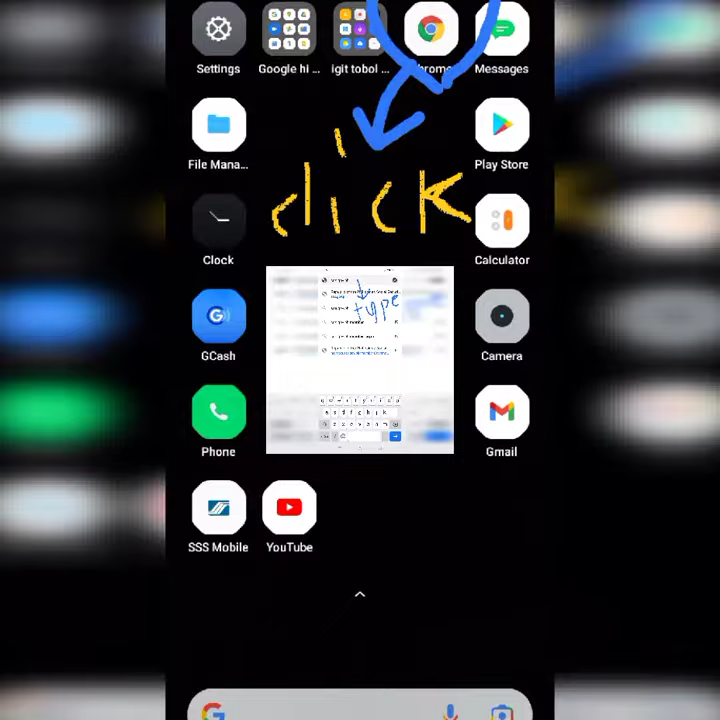 Settings
Google hi ...
igit tobol ...
hrome
Messages
File Mana...
Play Store
click
Clock
Calculator
type
GCash
Camera
Phone
Gmail
SSS Mobile
YouTube